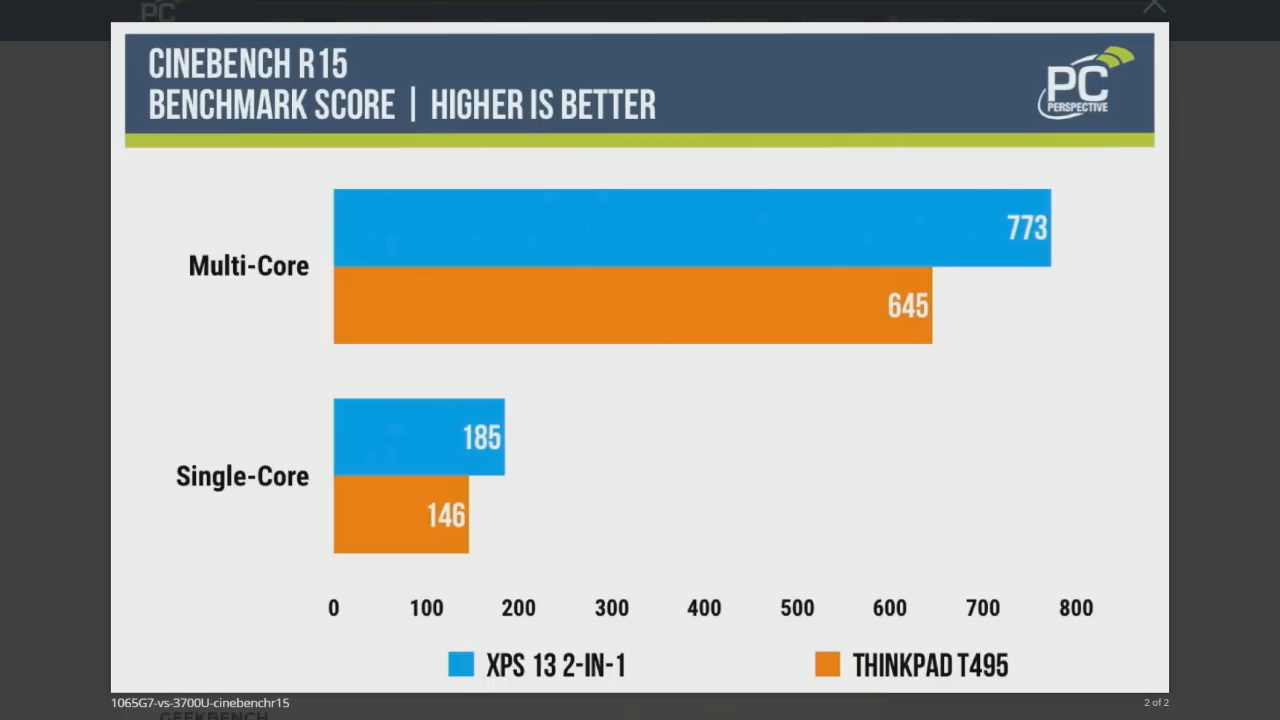 PC
CINEBENCH R15
BENCHMARK SCORE | HIGHER IS BETTER
PC
PERSPECTIVE
Multi-Core
773
645
Single-Core
185
146
0 100 200 300 400 500 600 700 800
XPS 13 2-IN-1
THINKPAD T495
1065G7-vs-3700U-cinebenchr15
2 of 2
GEEKBENCH